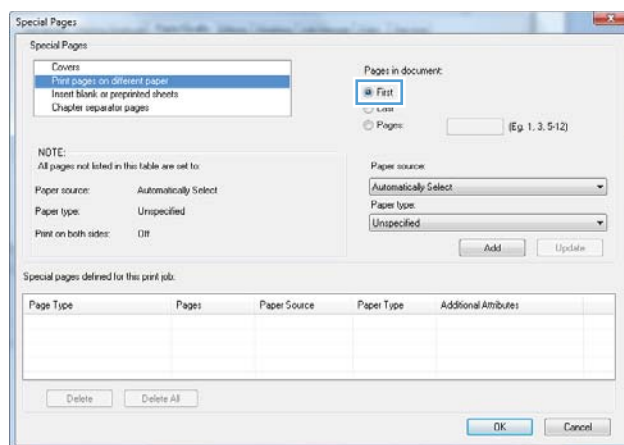 Special Pages
Special Pages
Covers
Print pages on different paper
Insert blank or preprinted sheets
Chapter separator pages
Pages in document:
First
Last
Pages:
(Eg. 1, 3, 5-12)
NOTE:
All pages not listed in this table are set to:
Paper source: Automatically Select
Paper type: Unspecified
Print on both sides: Off
Paper source:
Automatically Select
Paper type:
Unspecified
Add Update
Special pages defined for this print job:
Page Type Pages Paper Source Paper Type Additional Attributes
Delete Delete All
OK Cancel